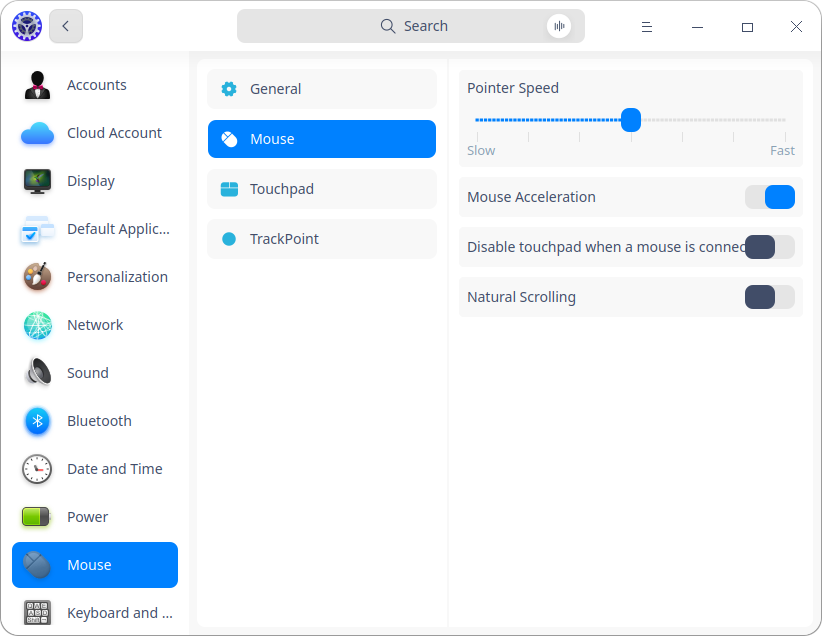 Search
Accounts
Cloud Account
Display
Default Applic...
Personalization
Network
Sound
Bluetooth
Date and Time
Power
Mouse
Keyboard and ...
General
Mouse
Touchpad
TrackPoint
Pointer Speed
Slow Fast
Mouse Acceleration
Disable touchpad when a mouse is connec
Natural Scrolling